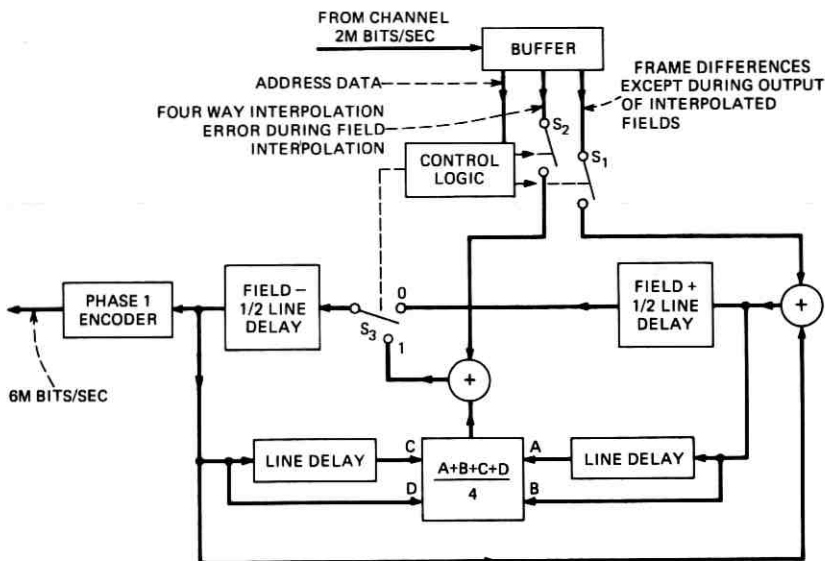 FROM CHANNEL
2M BITS/SEC
BUFFER
ADDRESS DATA
FOUR WAY INTERPOLATION
ERROR DURING FIELD
INTERPOLATION
FRAME DIFFERENCES
EXCEPT DURING OUTPUT
OF INTERPOLATED
FIELDS
S2
S1
CONTROL
LOGIC
PHASE 1
ENCODER
FIELD −
1/2 LINE
DELAY
0
S3
1
FIELD +
1/2 LINE
DELAY
+
+
6M BITS/SEC
LINE DELAY
C
D
A+B+C+D
4
A
B
LINE DELAY